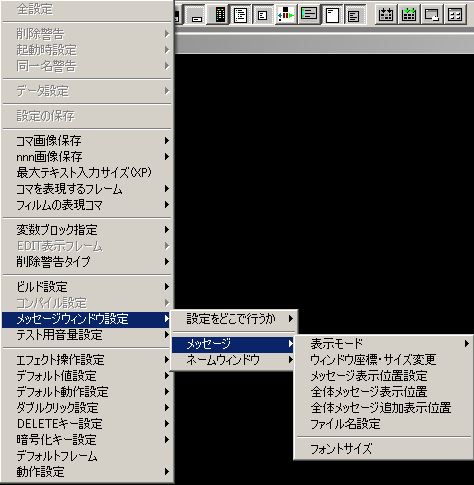 全設定
削除警告
起動時設定
同一名警告
データ設定
設定の保存
コマ画像保存
nnn画像保存
最大テキスト入力サイズ(XP)
コマを表現するフレーム
フィルムの表現コマ
変数ブロック指定
EDIT表示フレーム
削除警告タイプ
ビルド設定
コンパイル設定
メッセージウィンドウ設定
テスト用音量設定
エフェクト操作設定
デフォルト値設定
デフォルト動作設定
ダブルクリック設定
DELETEキー設定
暗号化キー設定
デフォルトフレーム
動作設定
設定をどこで行うか
メッセージ
ネームウィンドウ
表示モード
ウィンドウ座標・サイズ変更
メッセージ表示位置設定
全体メッセージ表示位置
全体メッセージ追加表示位置
ファイル名設定
フォントサイズ